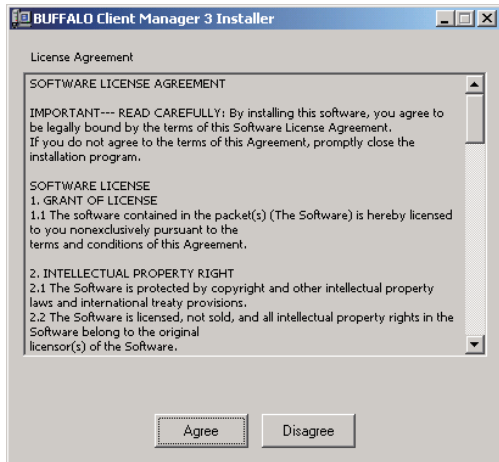 BUFFALO Client Manager 3 Installer
License Agreement
SOFTWARE LICENSE AGREEMENT
IMPORTANT--- READ CAREFULLY: By installing this software, you agree to
be legally bound by the terms of this Software License Agreement.
If you do not agree to the terms of this Agreement, promptly close the
installation program.
SOFTWARE LICENSE
1. GRANT OF LICENSE
1.1 The software contained in the packet(s) (The Software) is hereby licensed
to you nonexclusively pursuant to the
terms and conditions of this Agreement.
2. INTELLECTUAL PROPERTY RIGHT
2.1 The Software is protected by copyright and other intellectual property
laws and international treaty provisions.
2.2 The Software is licensed, not sold, and all intellectual property rights in the
Software belong to the original
licensor(s) of the Software.
Agree Disagree